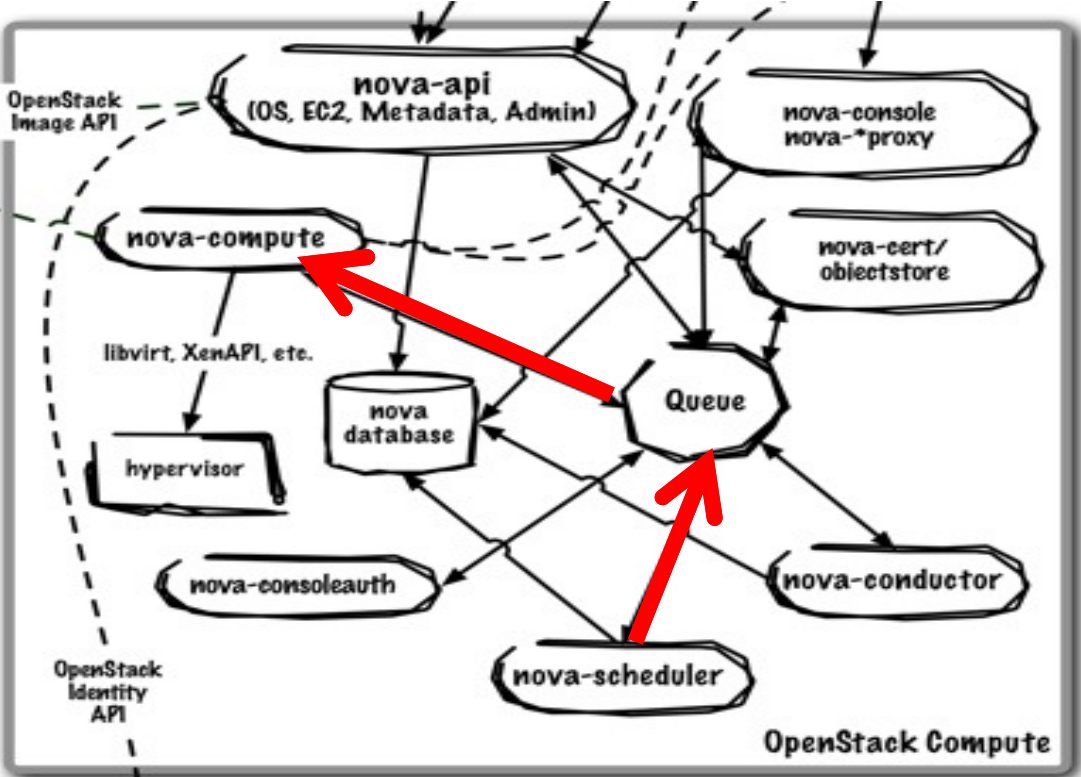 nova-api
(OS, EC2, Metadata, Admin)
nova-console
nova-*proxy
OpenStack
Image API
nova-compute
nova-cert/
objectstore
libvirt, XenAPI, etc.
nova
database
Queue
hypervisor
nova-consoleauth
nova-conductor
nova-scheduler
OpenStack
Identity
API
OpenStack Compute